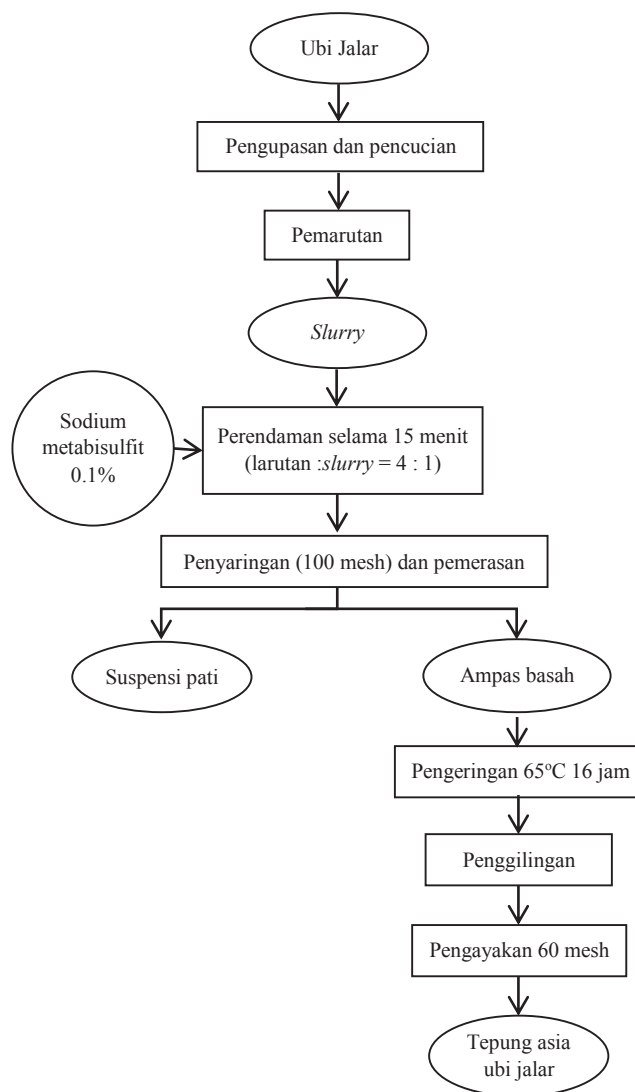 Ubi Jalar
Pengupasan dan pencucian
Pemarutan
Slurry
Sodium
metabisulfit
0.1%
Perendaman selama 15 menit
(larutan :slurry = 4 : 1)
Penyaringan (100 mesh) dan pemerasan
Suspensi pati
Ampas basah
Pengeringan 65ºC 16 jam
Penggilingan
Pengayakan 60 mesh
Tepung asia
ubi jalar